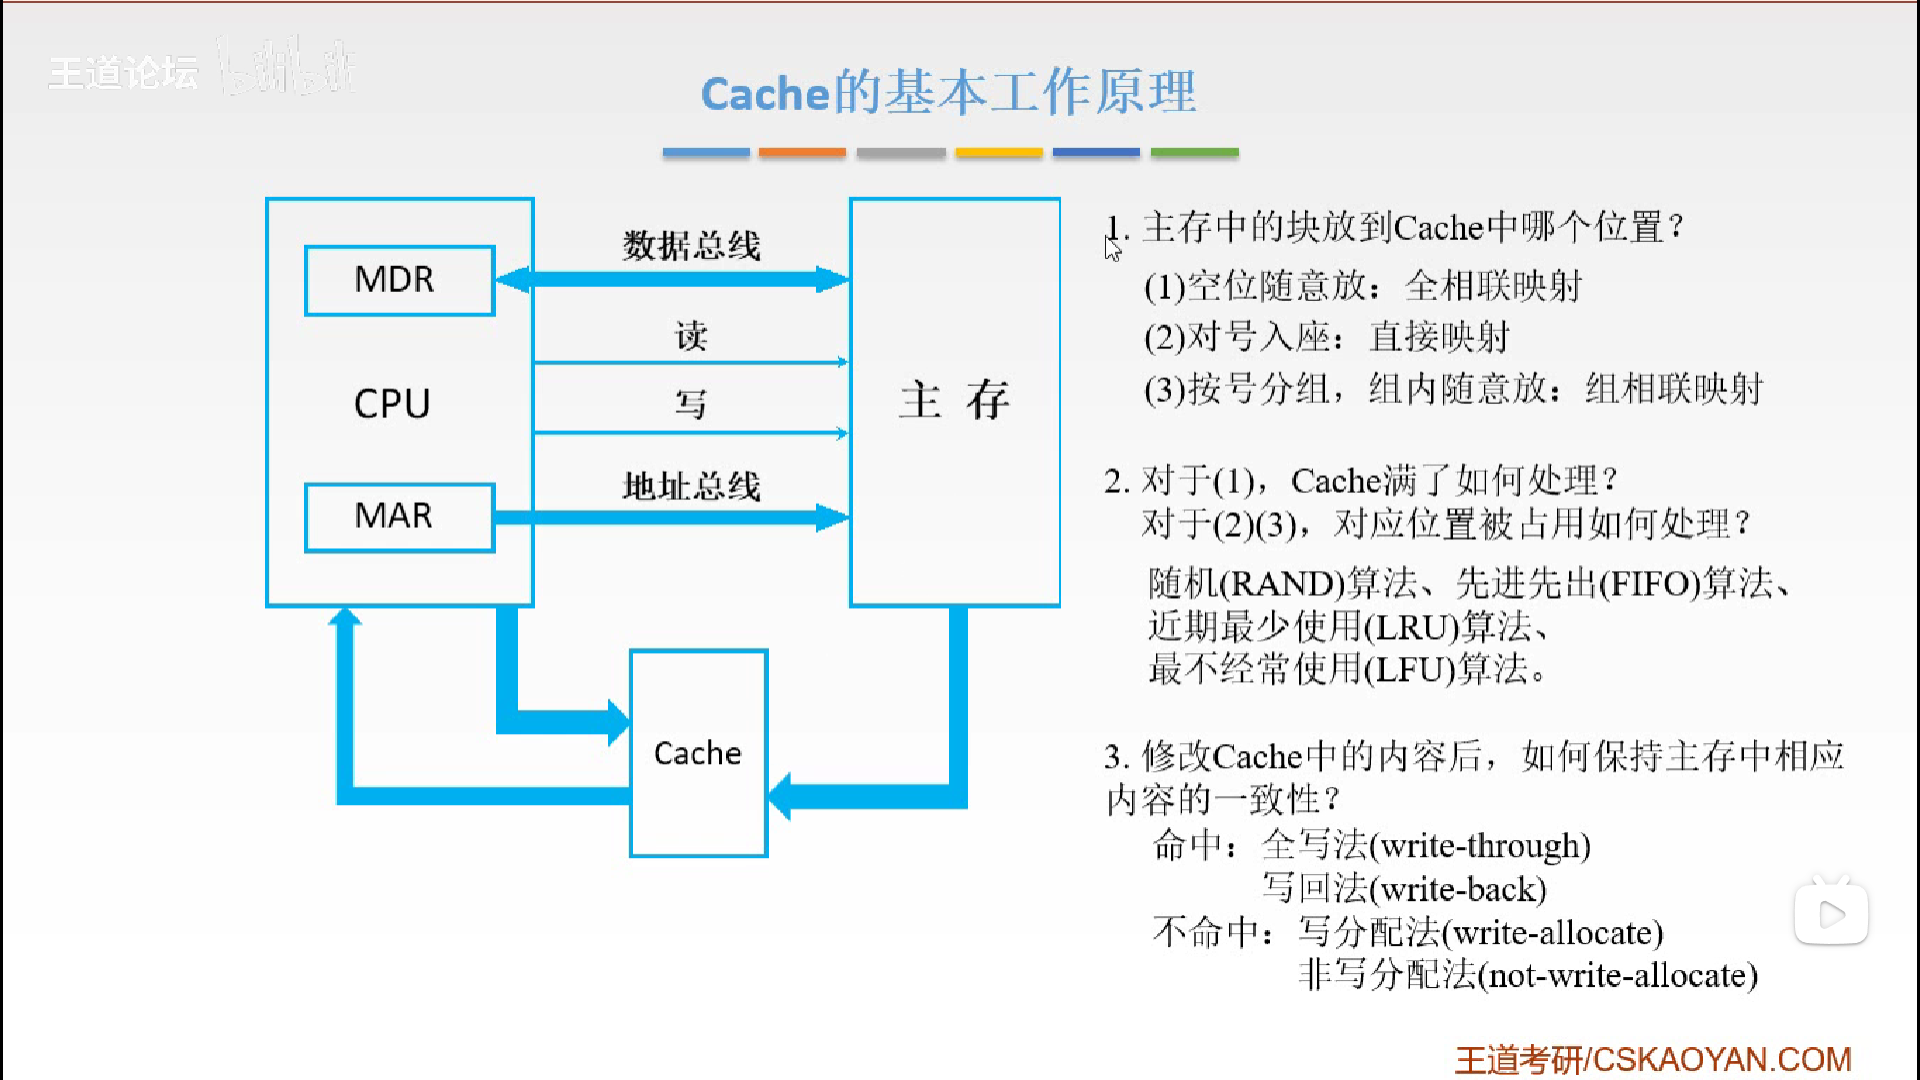 王道论坛 bilibili
Cache的基本工作原理
MDR
CPU
MAR
数据总线
读
写
地址总线
主 存
Cache
1. 主存中的块放到Cache中哪个位置？
(1)空位随意放：全相联映射
(2)对号入座：直接映射
(3)按号分组，组内随意放：组相联映射
2. 对于(1)，Cache满了如何处理？
对于(2)(3)，对应位置被占用如何处理？
随机(RAND)算法、先进先出(FIFO)算法、
近期最少使用(LRU)算法、
最不经常使用(LFU)算法。
3. 修改Cache中的内容后，如何保持主存中相应
内容的一致性？
命中：全写法(write-through)
写回法(write-back)
不命中：写分配法(write-allocate)
非写分配法(not-write-allocate)
王道考研/CSKAOYAN.COM